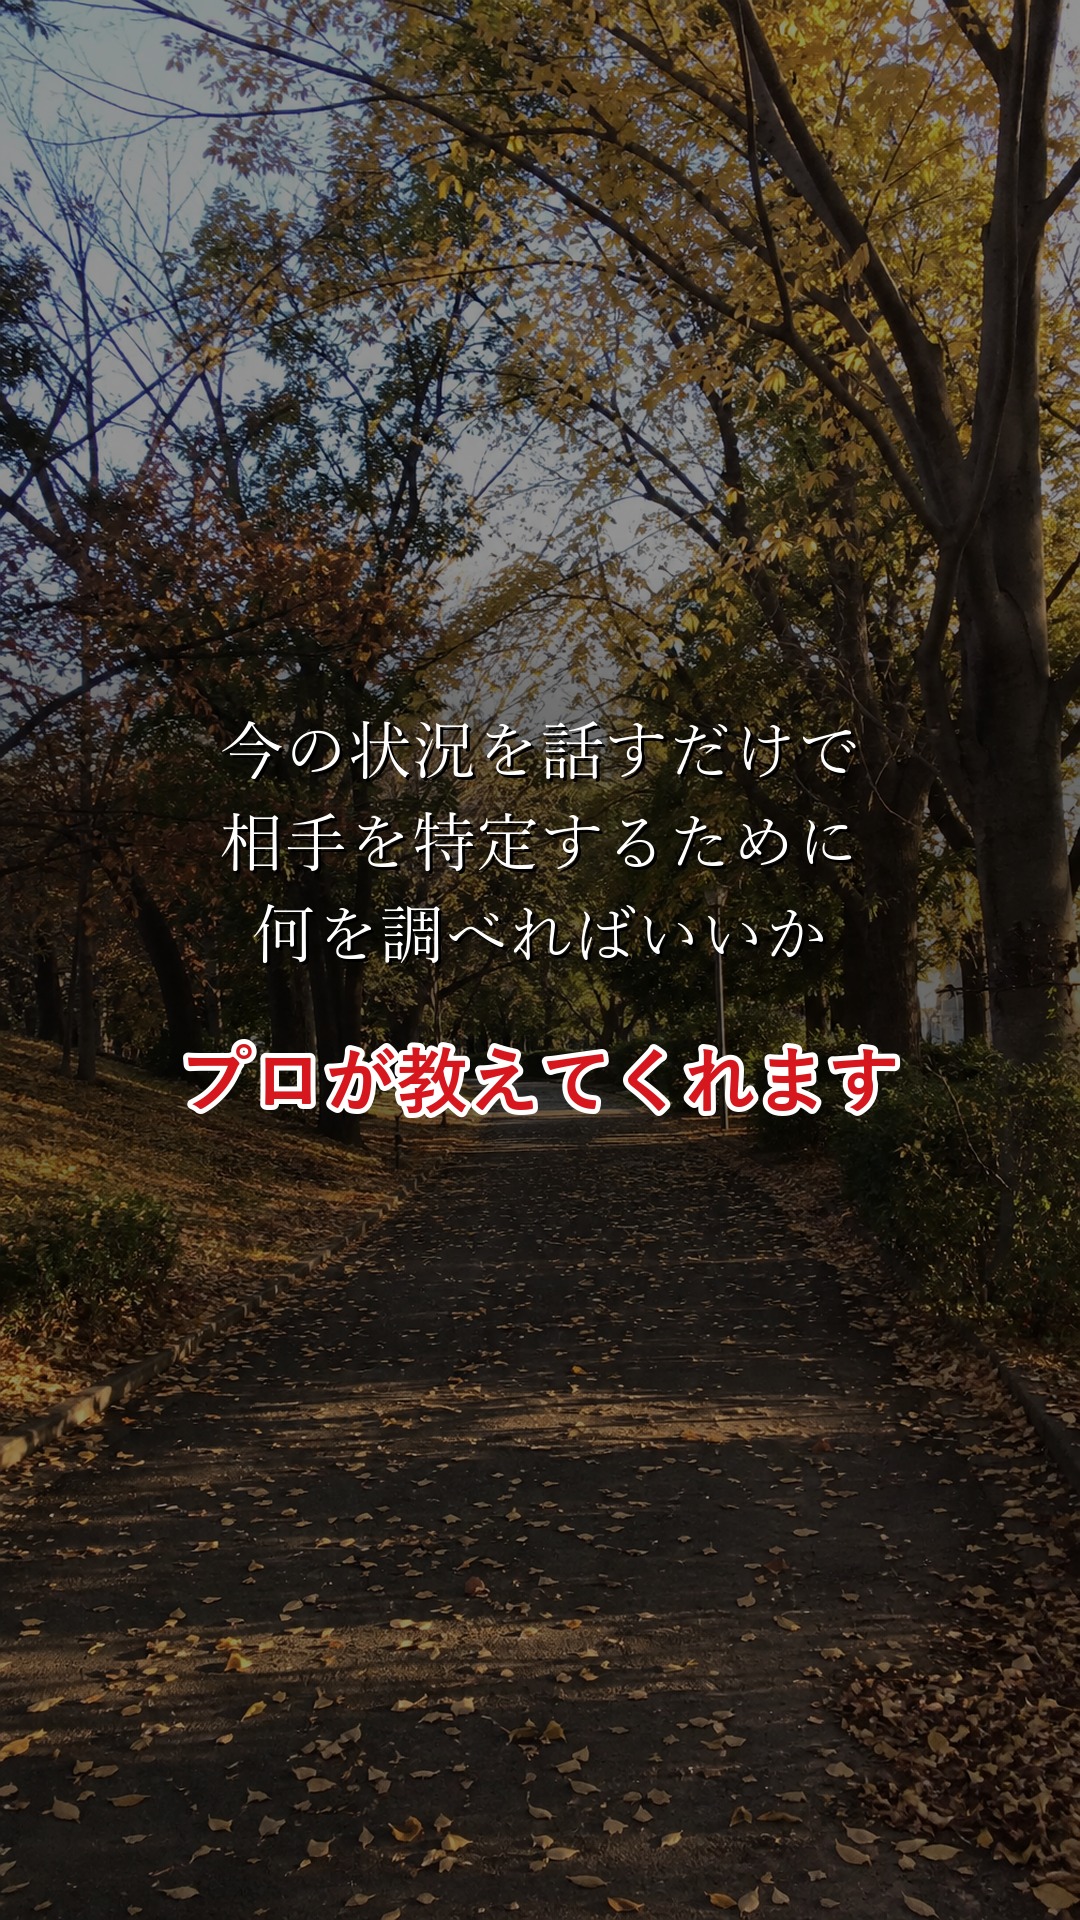 今の状況を話すだけで
相手を特定するために
何を調べればいいか
プロが教えてくれます